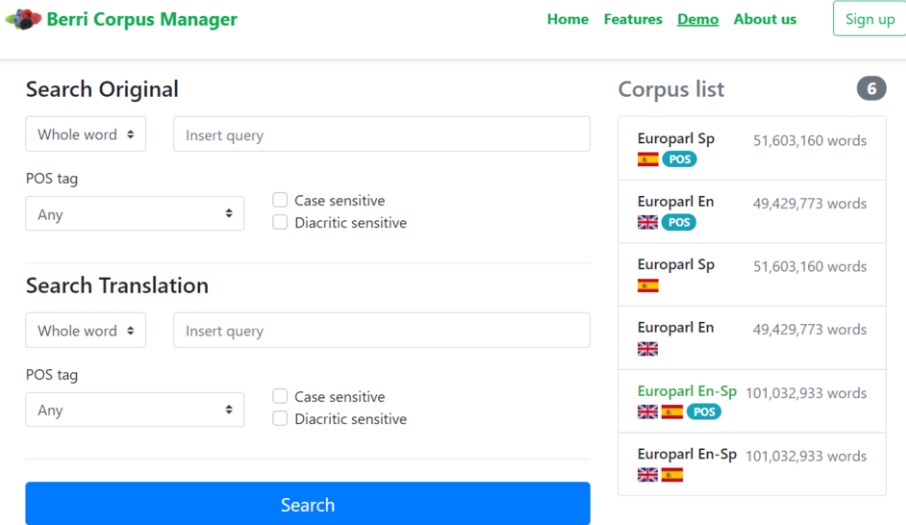 Berri Corpus Manager
Home Features Demo About us Sign up
Search Original
Whole word Insert query
POS tag
Any
Case sensitive
Diacritic sensitive
Search Translation
Whole word Insert query
POS tag
Any
Case sensitive
Diacritic sensitive
Search
Corpus list 6
Europarl Sp 51,603,160 words
POS
Europarl En 49,429,773 words
POS
Europarl Sp 51,603,160 words
Europarl En 49,429,773 words
Europarl En-Sp 101,032,933 words
POS
Europarl En-Sp 101,032,933 words